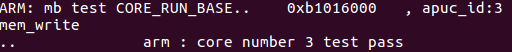 ARM: mb test CORE_RUN_BASE..    0xb1016000   , apuc_id:3
mem_write
..              arm : core number 3 test pass